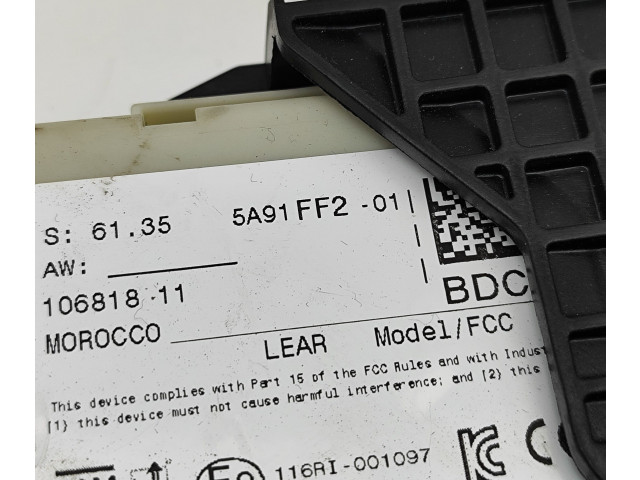 S: 61.35 5A91FF2 -01
AW:
106818 11
BDC
MOROCCO LEAR Model/FCC
This device complies with Part 15 of the FCC Rules and with Indust
(1) this device must not cause harmful interference; and (2) this
116RI-001097